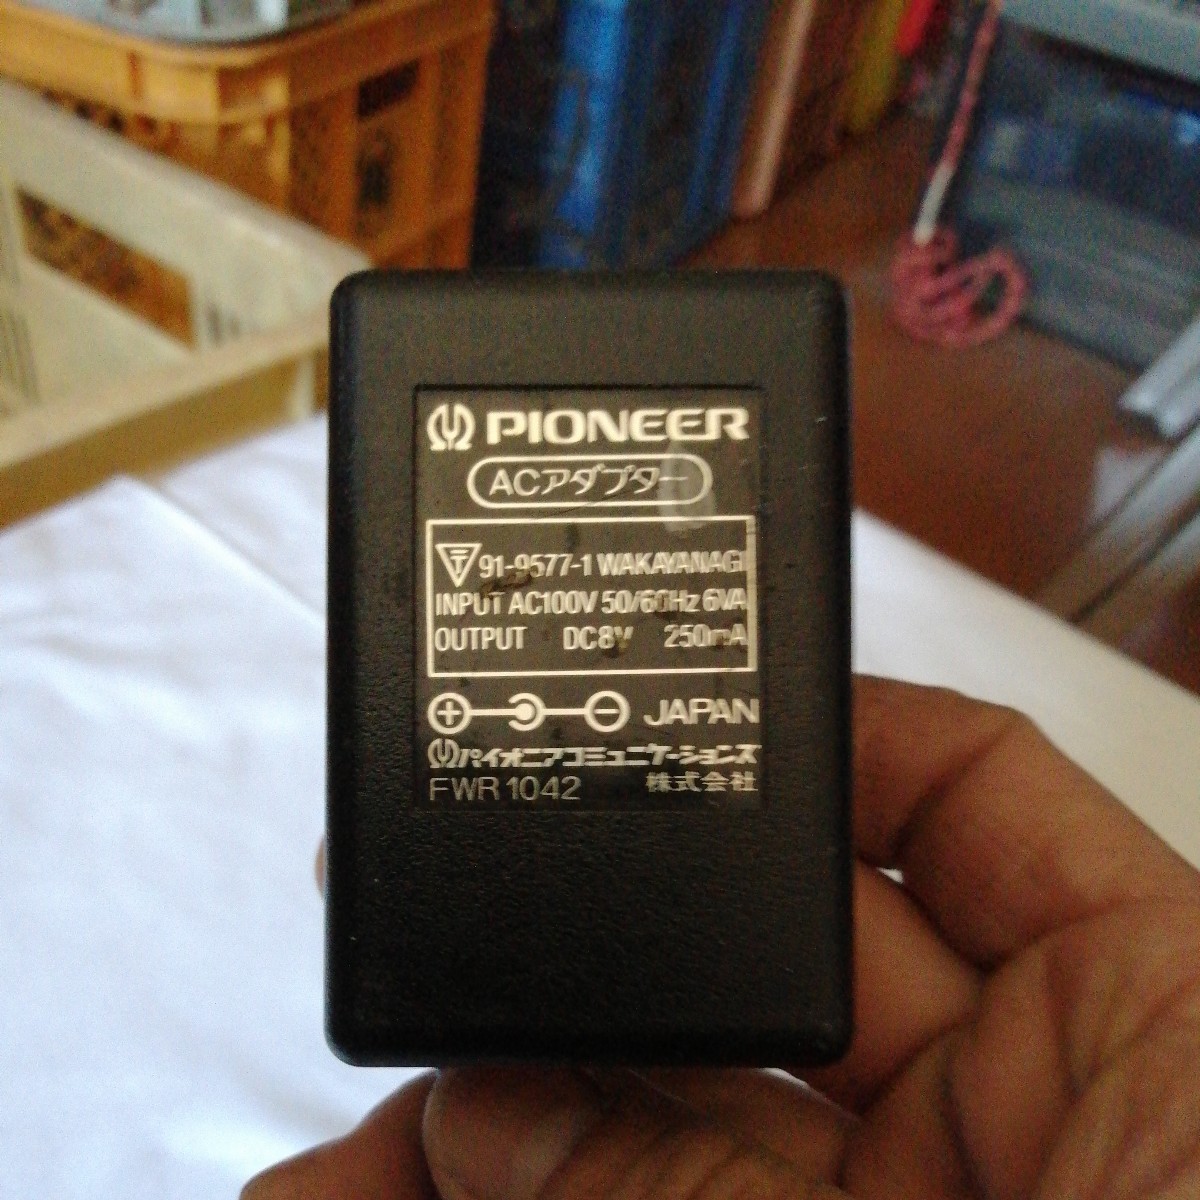 PIONEER
ACアダプター
T 91-9577-1 WAKAYANAGI
INPUT AC100V 50/60Hz 6VA
OUTPUT DC8V 250mA
JAPAN
パイオニアコミュニケーションズ
FWR1042 株式会社